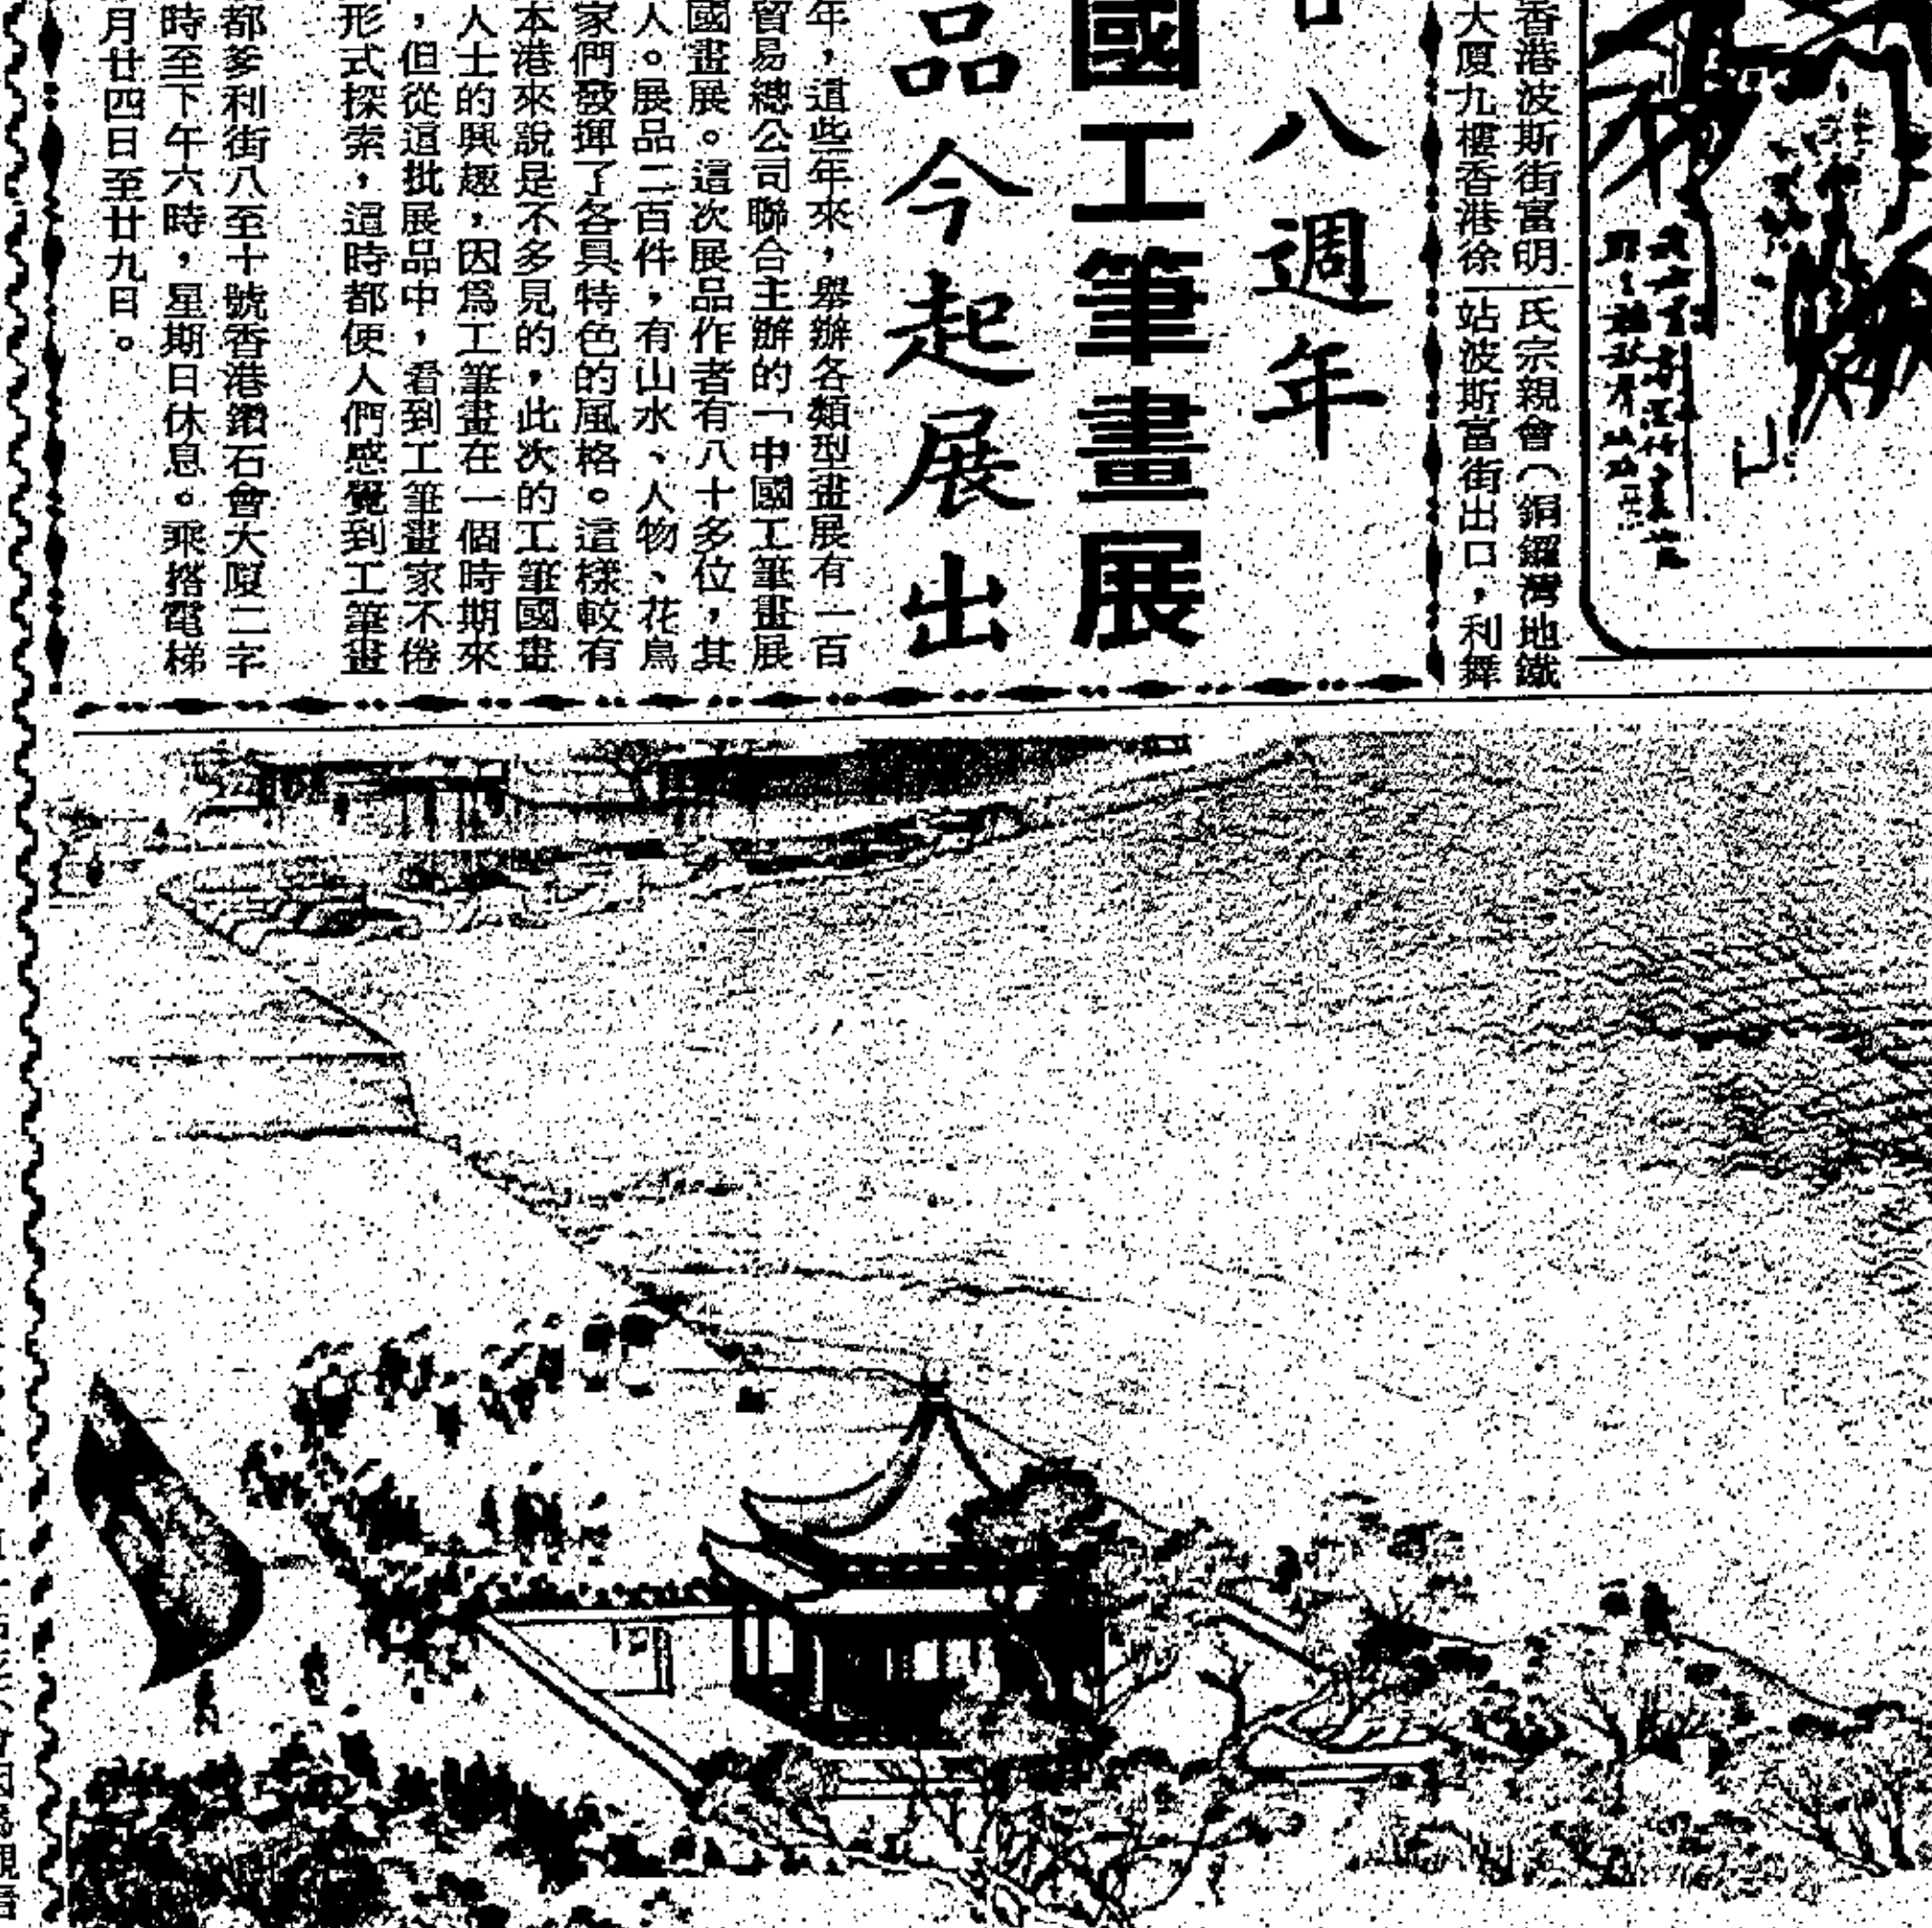 香港波斯街富明
大廈九樓香港徐
氏宗親會（銅鑼灣地鐵
站波斯富街出口，利舞
八週年
國工筆畫展
品今起展出
年，這些年來，舉辦各類型畫展有一百
貿易總公司聯合主辦的「中國工筆畫展
國畫展。這次展品作者有八十多位，其
人。展品二百件，有山水、人物、花鳥
家們發揮了各具特色的風格。這樣較有
本港來說是不多見的，此次的工筆國畫
人士的興趣，因爲工筆畫在一個時期來
，但從這批展品中，看到工筆畫家不倦
形式探索，這時都使人們感覺到工筆畫
都爹利街八至十號香港鑽石會大廈二字
時至下午六時，星期日休息。乘搭電梯
月廿四日至廿九日。